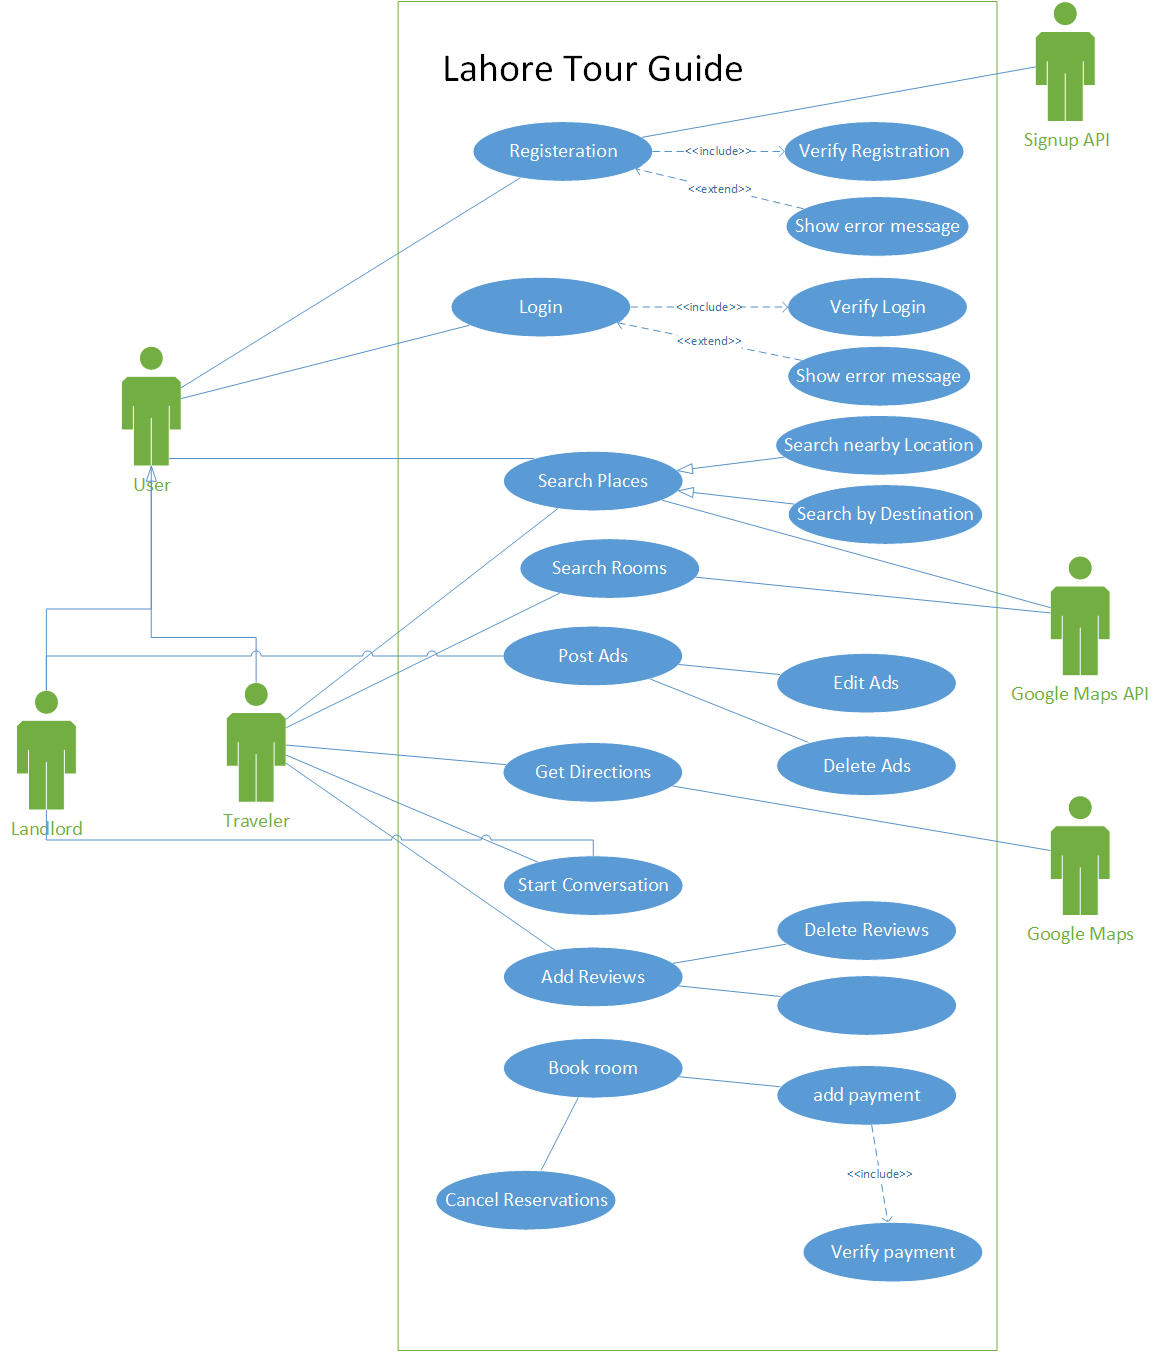 Lahore Tour Guide
Signup API
Registeration
<<include>>
Verify Registration
<<extend>>
Show error message
Login
<<include>>
Verify Login
<<extend>>
Show error message
User
Search nearby Location
Search Places
Search by Destination
Search Rooms
Post Ads
Edit Ads
Google Maps API
Get Directions
Delete Ads
Landlord
Traveler
Start Conversation
Delete Reviews
Google Maps
Add Reviews
Book room
add payment
<<include>>
Cancel Reservations
Verify payment